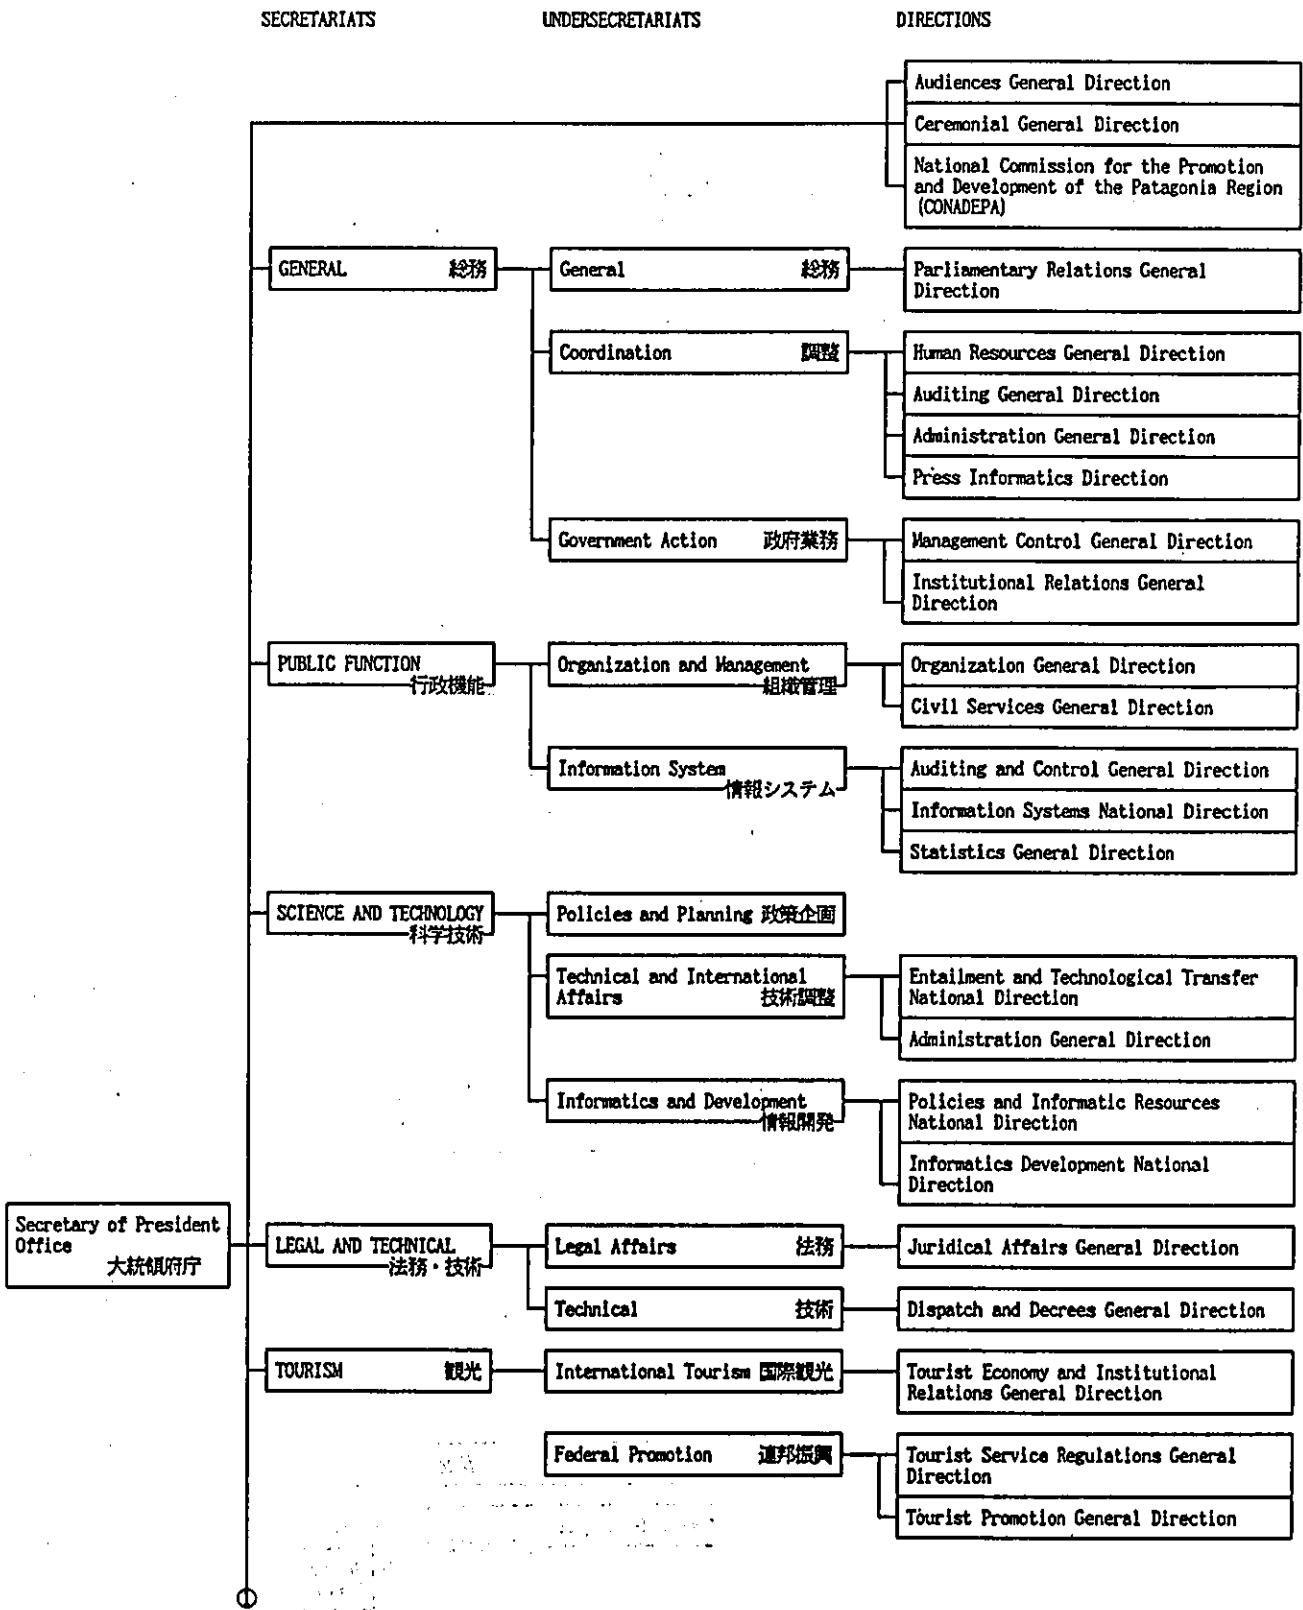 SECRETARIATS UNDERSECRETARIATS DIRECTIONS
Audiences General Direction
Ceremonial General Direction
National Commission for the Promotion
and Development of the Patagonia Region
(CONADEPA)
GENERAL 総務
General 総務
Parliamentary Relations General
Direction
Coordination 調整
Human Resources General Direction
Auditing General Direction
Administration General Direction
Press Informatics Direction
Government Action 政府業務
Management Control General Direction
Institutional Relations General
Direction
PUBLIC FUNCTION
行政機能
Organization and Management
組織管理
Organization General Direction
Civil Services General Direction
Information System
情報システム
Auditing and Control General Direction
Information Systems National Direction
Statistics General Direction
SCIENCE AND TECHNOLOGY
科学技術
Policies and Planning 政策企画
Technical and International
Affairs 技術調整
Entailment and Technological Transfer
National Direction
Administration General Direction
Informatics and Development
情報開発
Policies and Informatic Resources
National Direction
Informatics Development National
Direction
Secretary of President
Office
大統領府庁
LEGAL AND TECHNICAL
法務・技術
Legal Affairs 法務
Juridical Affairs General Direction
Technical 技術
Dispatch and Decrees General Direction
TOURISM 観光
International Tourism 国際観光
Tourist Economy and Institutional
Relations General Direction
Federal Promotion 連邦振興
Tourist Service Regulations General
Direction
Tourist Promotion General Direction
①